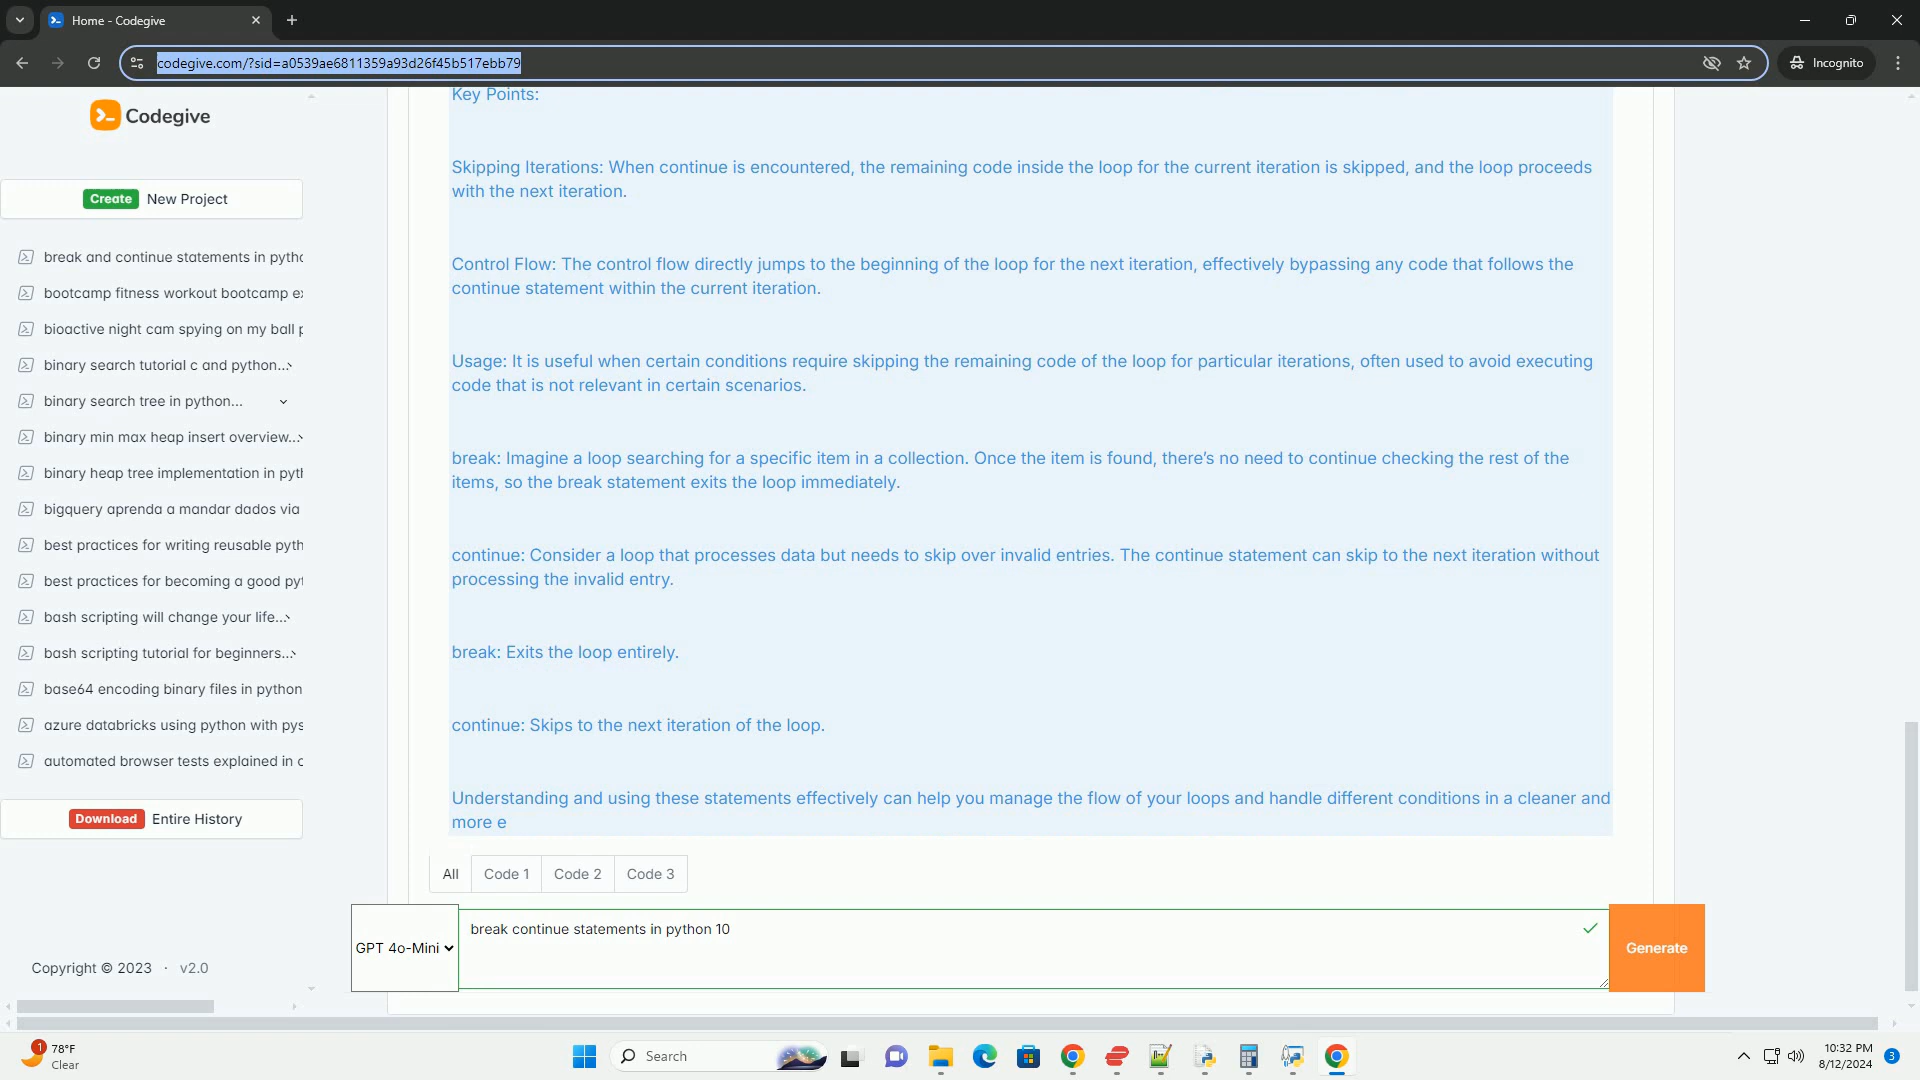 Home - Codegive
codegive.com/?sid=a0539ae6811359a93d26f45b517ebb79
Incognito
Codegive
Create New Project
break and continue statements in pytho
bootcamp fitness workout bootcamp ex
bioactive night cam spying on my ball p
binary search tutorial c and python...
binary search tree in python...
binary min max heap insert overview...
binary heap tree implementation in pyth
bigquery aprenda a mandar dados via
best practices for writing reusable pyth
best practices for becoming a good pyt
bash scripting will change your life...
bash scripting tutorial for beginners...
base64 encoding binary files in python
azure databricks using python with pys
automated browser tests explained in c
Download Entire History
Copyright © 2023 · v2.0
Key Points:
Skipping Iterations: When continue is encountered, the remaining code inside the loop for the current iteration is skipped, and the loop proceeds
with the next iteration.
Control Flow: The control flow directly jumps to the beginning of the loop for the next iteration, effectively bypassing any code that follows the
continue statement within the current iteration.
Usage: It is useful when certain conditions require skipping the remaining code of the loop for particular iterations, often used to avoid executing
code that is not relevant in certain scenarios.
break: Imagine a loop searching for a specific item in a collection. Once the item is found, there's no need to continue checking the rest of the
items, so the break statement exits the loop immediately.
continue: Consider a loop that processes data but needs to skip over invalid entries. The continue statement can skip to the next iteration without
processing the invalid entry.
break: Exits the loop entirely.
continue: Skips to the next iteration of the loop.
Understanding and using these statements effectively can help you manage the flow of your loops and handle different conditions in a cleaner and
more e
All Code 1 Code 2 Code 3
GPT 4o-Mini
break continue statements in python 10
Generate
1
78°F
Clear
Search
10:32 PM
8/12/2024
3